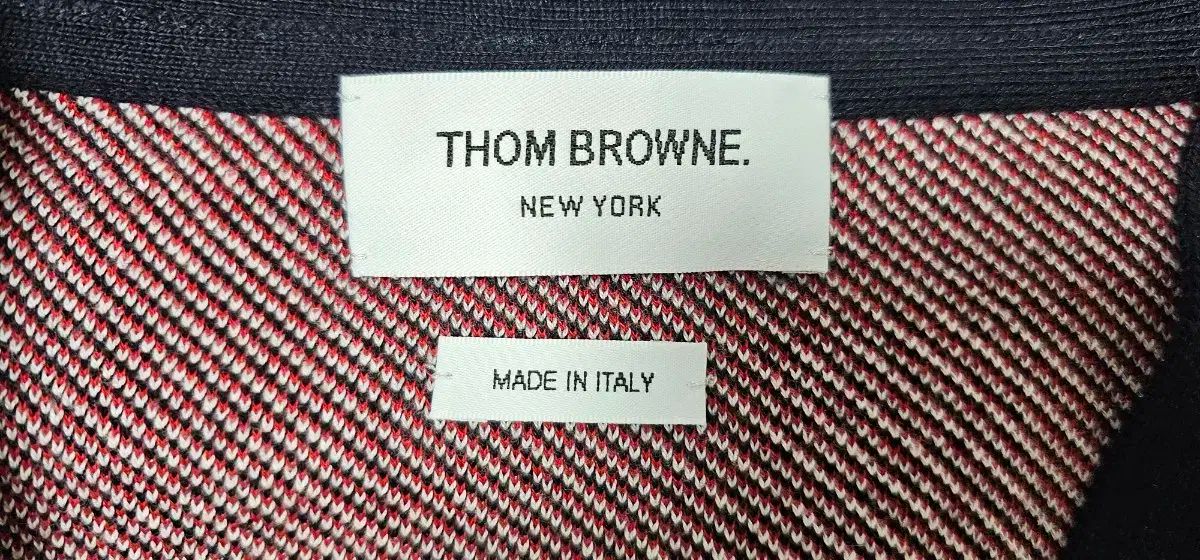 THOM BROWNE.
NEW YORK
MADE IN ITALY